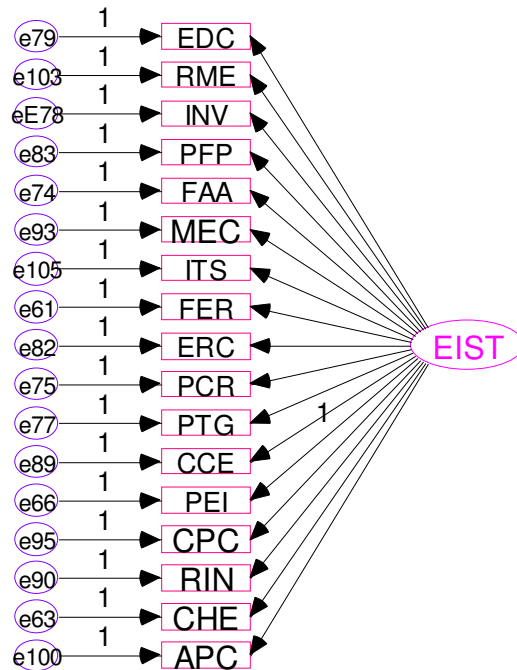 1
e79 EDC
1
e103 RME
1
eE78 INV
1
e83 PFP
1
e74 FAA
1
e93 MEC
1
e105 ITS
1
e61 FER
1
e82 ERC
EIST
1
e75 PCR
1
e77 PTG
1
1
e89 CCE
1
e66 PEI
1
e95 CPC
1
e90 RIN
1
e63 CHE
1
e100 APC